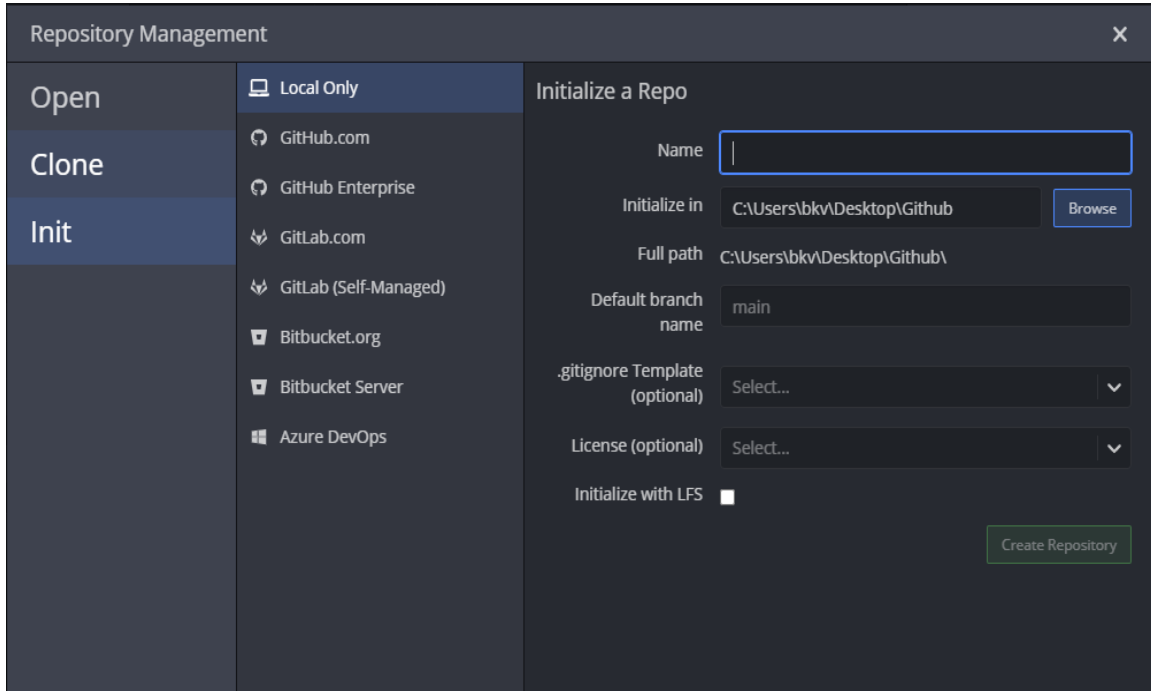 Repository Management
Open
Clone
Init
Local Only
GitHub.com
GitHub Enterprise
GitLab.com
GitLab (Self-Managed)
Bitbucket.org
Bitbucket Server
Azure DevOps
Initialize a Repo
Name
Initialize in C:\Users\bkv\Desktop\Github Browse
Full path C:\Users\bkv\Desktop\Github\
Default branch
name
main
.gitignore Template
(optional)
Select...
License (optional) Select...
Initialize with LFS
Create Repository